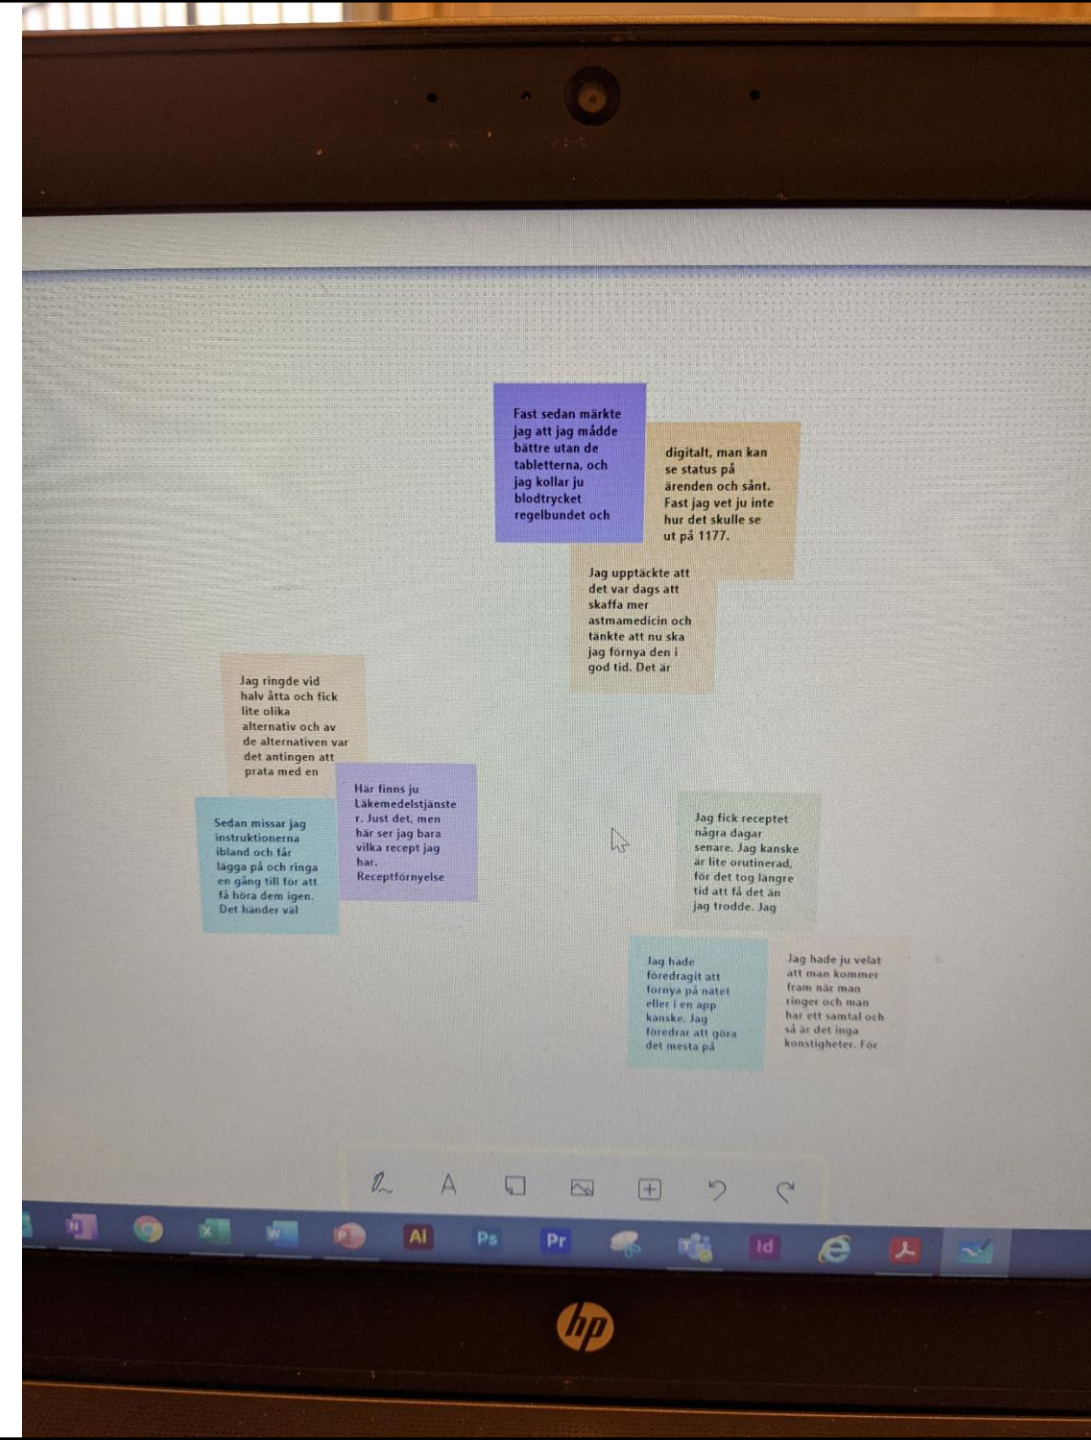 Fast sedan märkte
jag att jag mådde
bättre utan de
tabletterna, och
jag kollar ju
blodtrycket
regelbundet och
digitalt, man kan
se status på
ärenden och sånt.
Fast jag vet ju inte
hur det skulle se
ut på 1177.
Jag upptäckte att
det var dags att
skaffa mer
astmamedicin och
tänkte att nu ska
jag förnya den i
god tid. Det är
Jag ringde vid
halv åtta och fick
lite olika
alternativ och av
de alternativen var
det antingen att
prata med en
Här finns ju
Läkemedelstjänste
r. Just det, men
här ser jag bara
vilka recept jag
har.
Receptförnyelse
Sedan missar jag
instruktionerna
ibland och får
lägga på och ringa
en gång till för att
få höra dem igen.
Det händer väl
Jag fick receptet
några dagar
senare. Jag kanske
är lite orutinerad,
för det tog längre
tid att få det än
jag trodde. Jag
Jag hade
föredragit att
förnya på nätet
eller i en app
kanske. Jag
föredrar att göra
det mesta på
Jag hade ju velat
att man kommer
fram när man
ringer och man
har ett samtal och
så är det inga
konstigheter. För
A
N
X
W
P
Ai
Ps
Pr
Id
hp